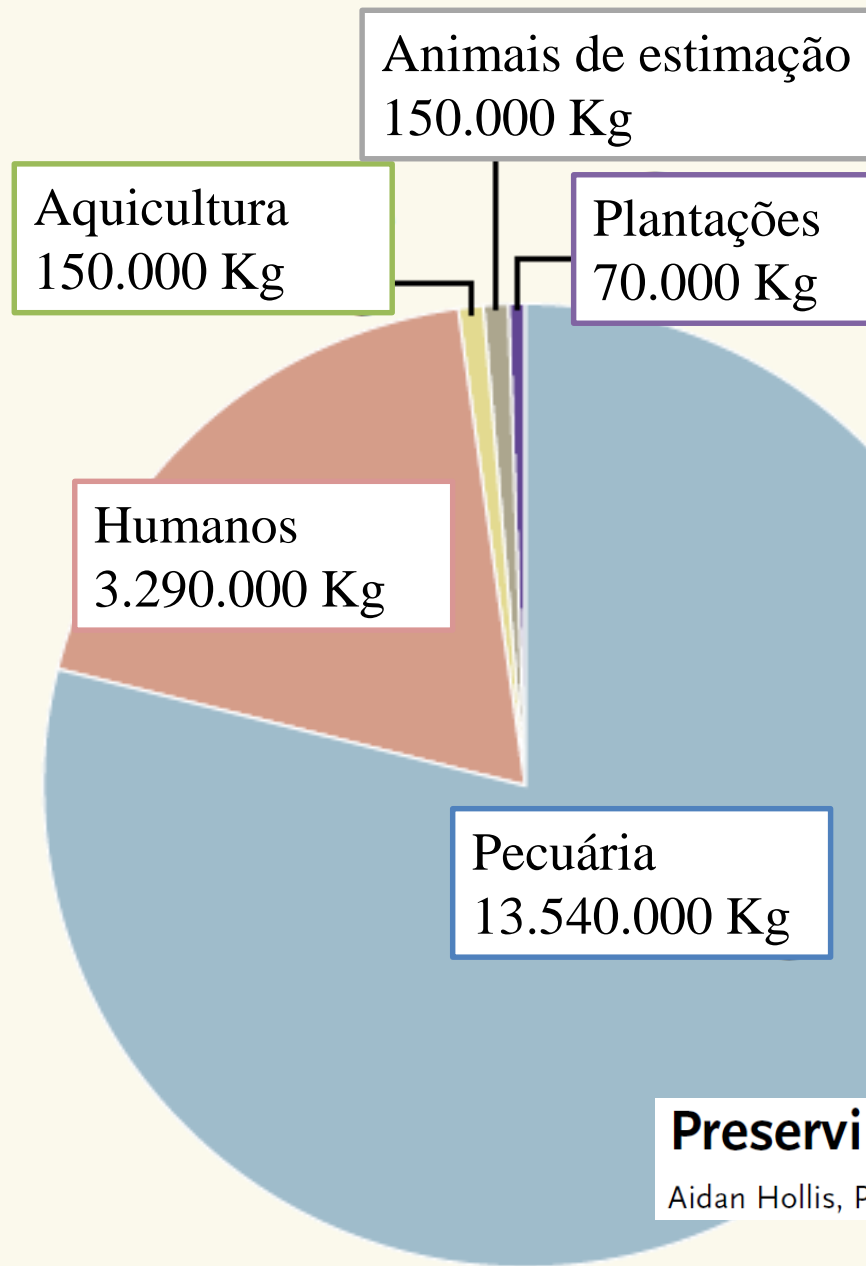 Animais de estimação
150.000 Kg
Aquicultura
150.000 Kg
Plantações
70.000 Kg
Humanos
3.290.000 Kg
Pecuária
13.540.000 Kg
Preservi
Aidan Hollis, P